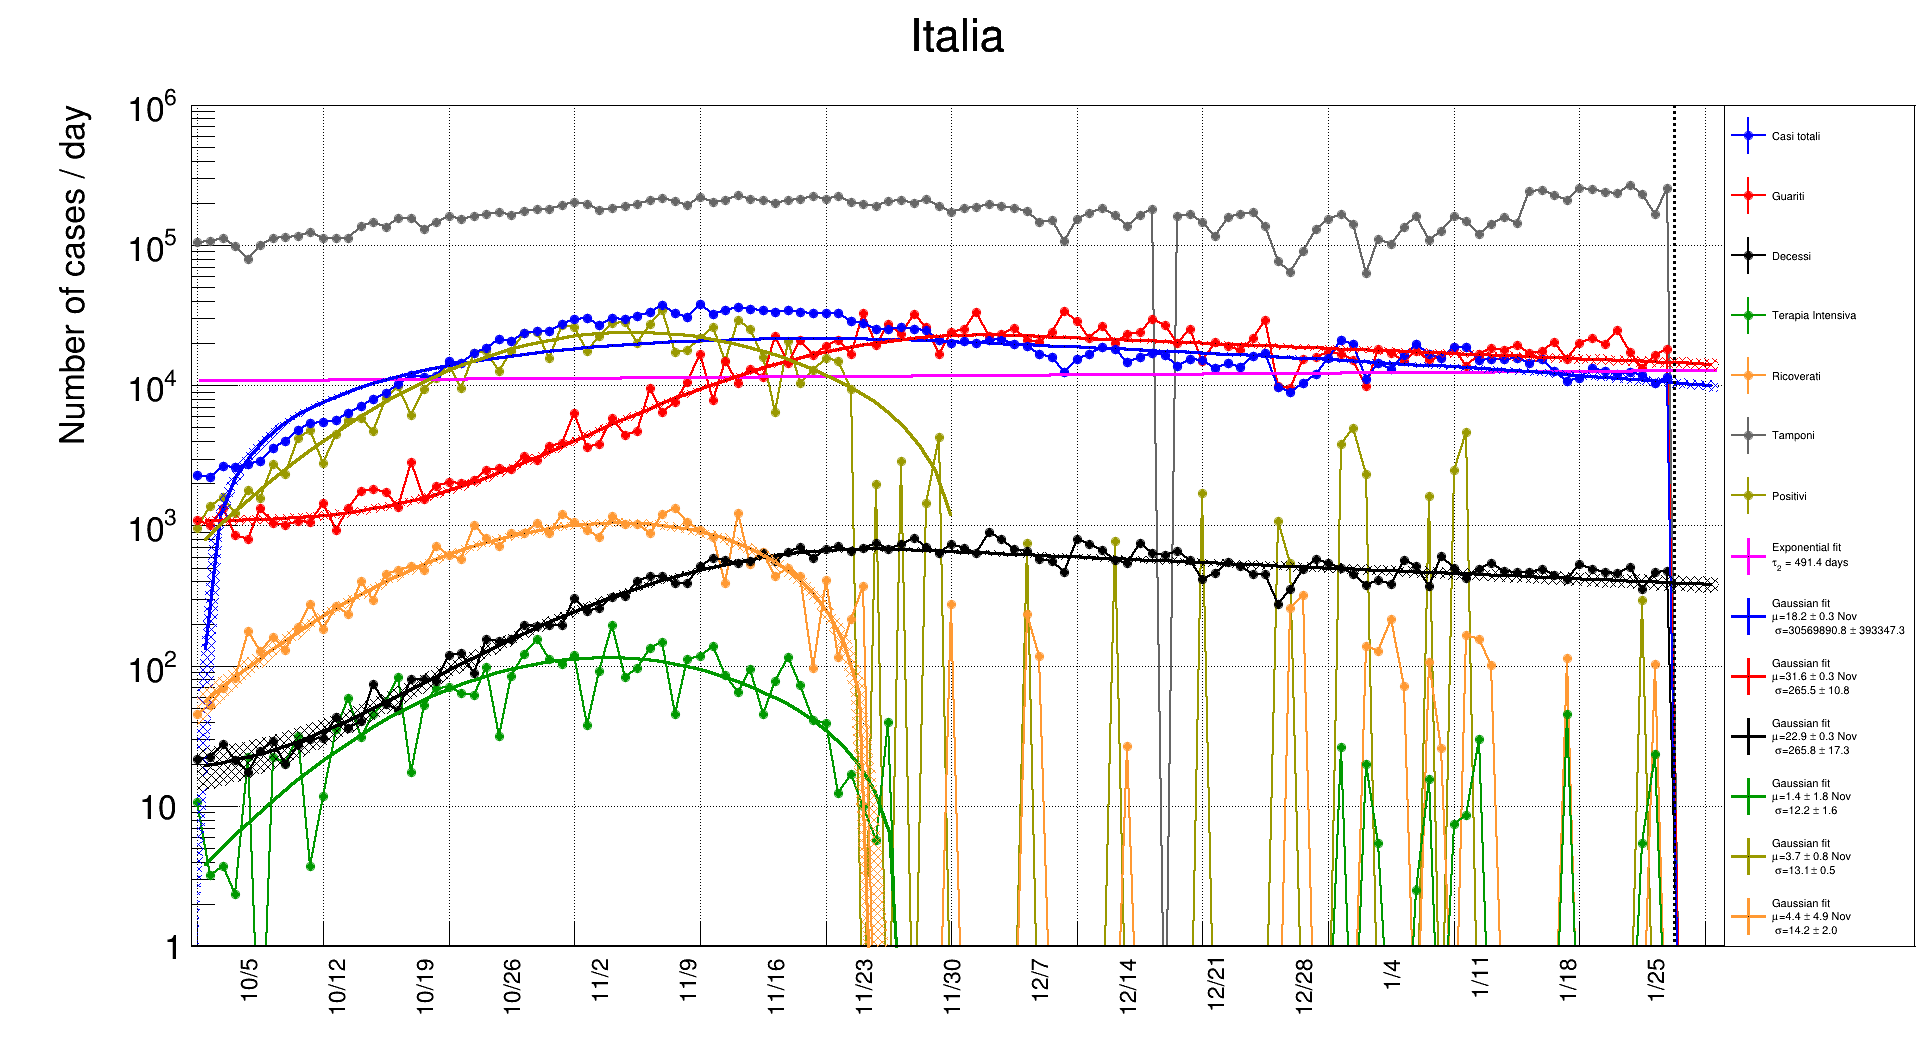 Italia
Number of cases / day
10^6
10^5
10^4
10^3
10^2
10
1
10/5
10/12
10/19
10/26
11/2
11/9
11/16
11/23
11/30
12/7
12/14
12/21
12/28
1/4
1/11
1/18
1/25
Casi totali
Guariti
Decessi
Terapia Intensiva
Ricoverati
Tamponi
Positivi
Exponential fit
τ₂ = 491.4 days
Gaussian fit
μ=18.2 ± 0.3 Nov
σ=30569890.8 ± 393347.3
Gaussian fit
μ=31.6 ± 0.3 Nov
σ=265.5 ± 10.8
Gaussian fit
μ=22.9 ± 0.3 Nov
σ=265.8 ± 17.3
Gaussian fit
μ=1.4 ± 1.8 Nov
σ=12.2 ± 1.6
Gaussian fit
μ=3.7 ± 0.8 Nov
σ=13.1 ± 0.5
Gaussian fit
μ=4.4 ± 4.9 Nov
σ=14.2 ± 2.0